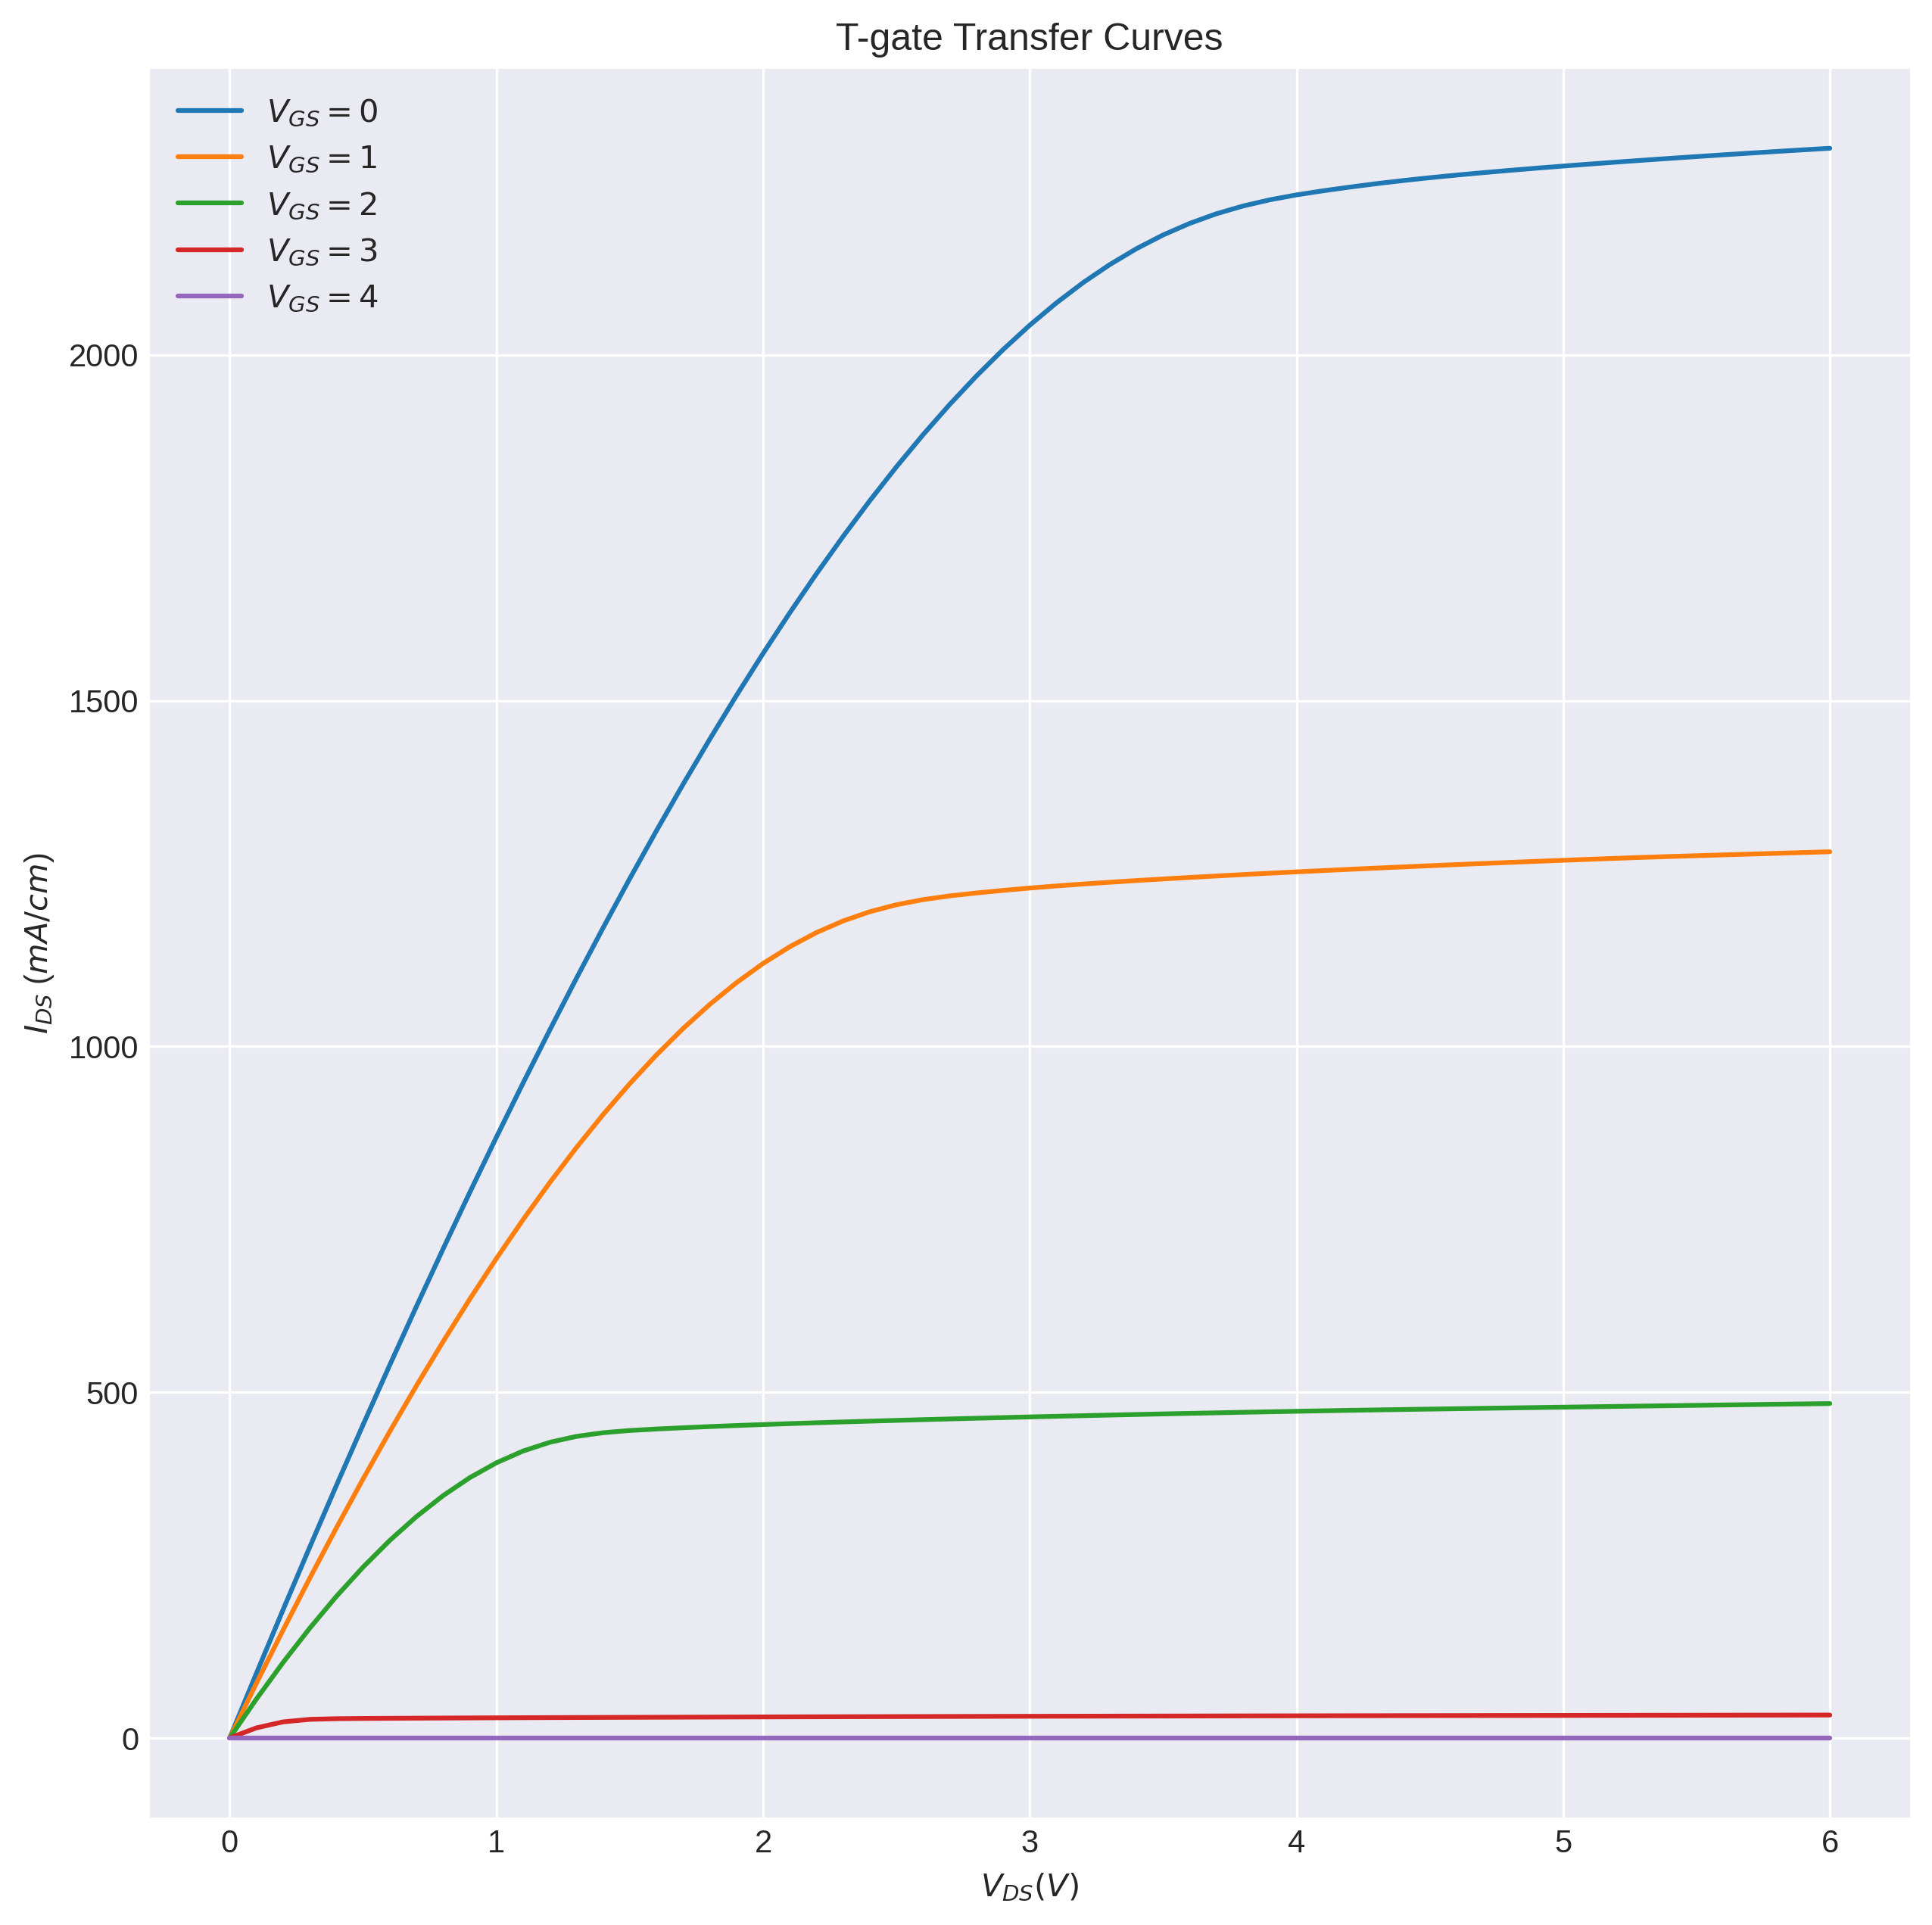 T-gate Transfer Curves
V_GS = 0
V_GS = 1
V_GS = 2
V_GS = 3
V_GS = 4
2000
1500
1000
500
0
I_DS (mA/cm)
0 1 2 3 4 5 6
V_DS(V)